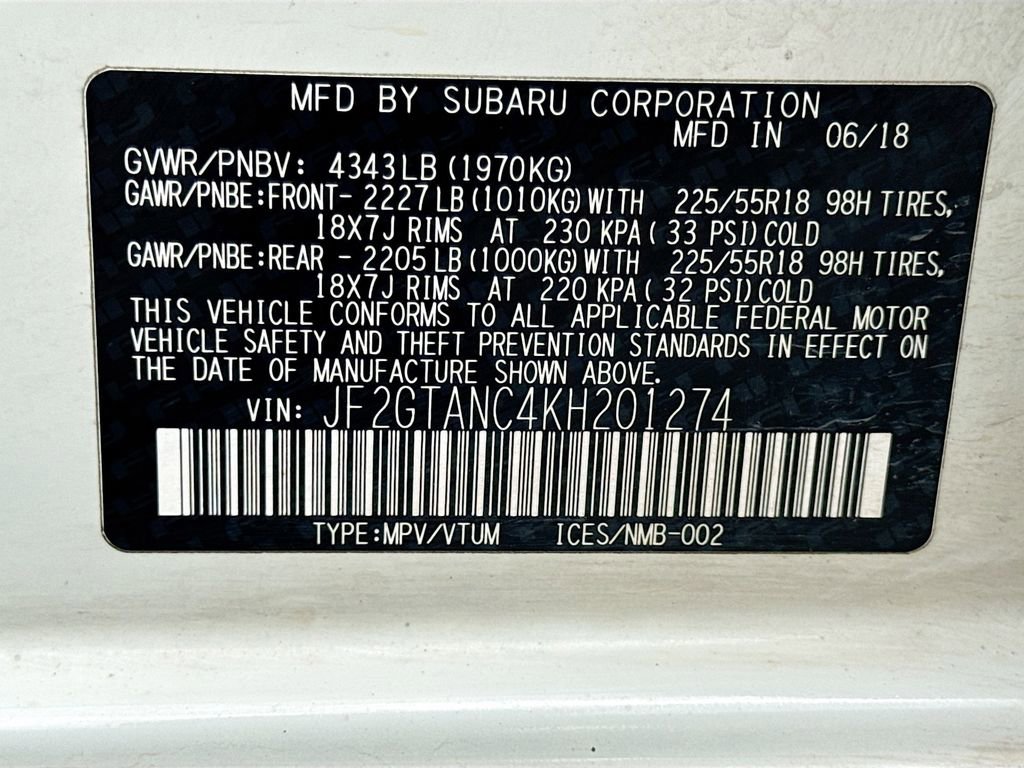 MFD BY SUBARU CORPORATION
MFD IN 06/18
GVWR/PNBV: 4343LB (1970KG)
GAWR/PNBE:FRONT- 2227LB (1010KG) WITH 225/55R18 98H TIRES,
18X7J RIMS AT 230 KPA ( 33 PSI) COLD
GAWR/PNBE:REAR - 2205LB (1000KG) WITH 225/55R18 98H TIRES,
18X7J RIMS AT 220 KPA ( 32 PSI) COLD
THIS VEHICLE CONFORMS TO ALL APPLICABLE FEDERAL MOTOR
VEHICLE SAFETY AND THEFT PREVENTION STANDARDS IN EFFECT ON
THE DATE OF MANUFACTURE SHOWN ABOVE.
VIN: JF2GTANC4KH201274
TYPE:MPV/VTUM ICES/NMB-002